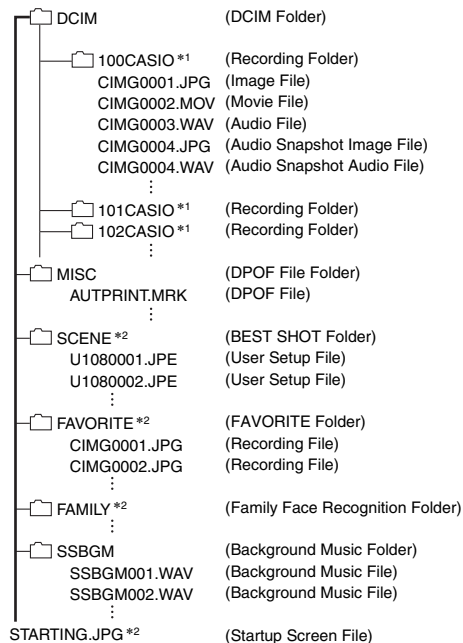 DCIM (DCIM Folder)
100CASIO *1 (Recording Folder)
CIMG0001.JPG (Image File)
CIMG0002.MOV (Movie File)
CIMG0003.WAV (Audio File)
CIMG0004.JPG (Audio Snapshot Image File)
CIMG0004.WAV (Audio Snapshot Audio File)
101CASIO *1 (Recording Folder)
102CASIO *1 (Recording Folder)
MISC (DPOF File Folder)
AUTPRINT.MRK (DPOF File)
SCENE *2 (BEST SHOT Folder)
U1080001.JPE (User Setup File)
U1080002.JPE (User Setup File)
FAVORITE *2 (FAVORITE Folder)
CIMG0001.JPG (Recording File)
CIMG0002.JPG (Recording File)
FAMILY *2 (Family Face Recognition Folder)
SSBGM (Background Music Folder)
SSBGM001.WAV (Background Music File)
SSBGM002.WAV (Background Music File)
STARTING.JPG *2 (Startup Screen File)